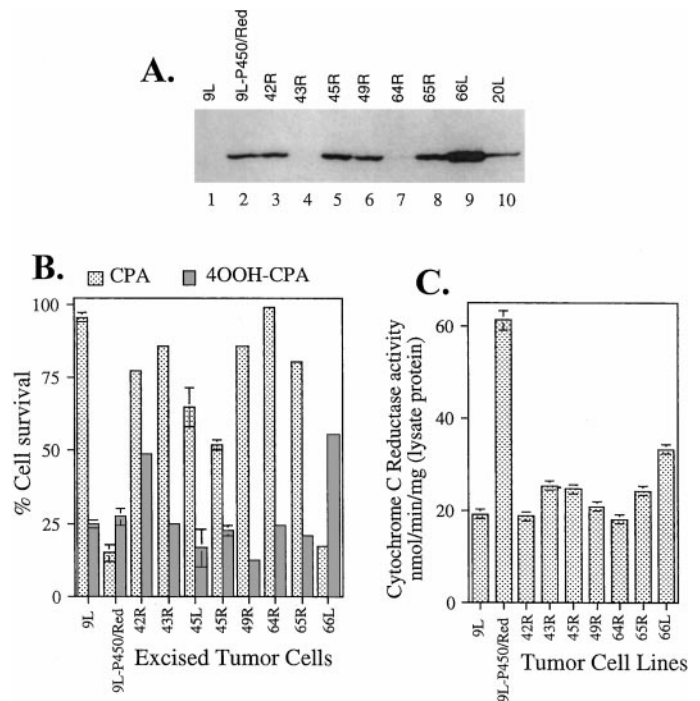 A.
9L
9L-P450/Red
42R
43R
45R
49R
64R
65R
66L
20L
1 2 3 4 5 6 7 8 9 10
B.
CPA
4OOH-CPA
100
75
50
25
0
% Cell survival
9L
9L-P450/Red
42R
43R
45L
45R
49R
64R
65R
66L
Excised Tumor Cells
C.
60
40
20
0
Cytochrome C Reductase activity
nmol/min/mg (lysate protein)
9L
9L-P450/Red
42R
43R
45R
49R
64R
65R
66L
Tumor Cell Lines